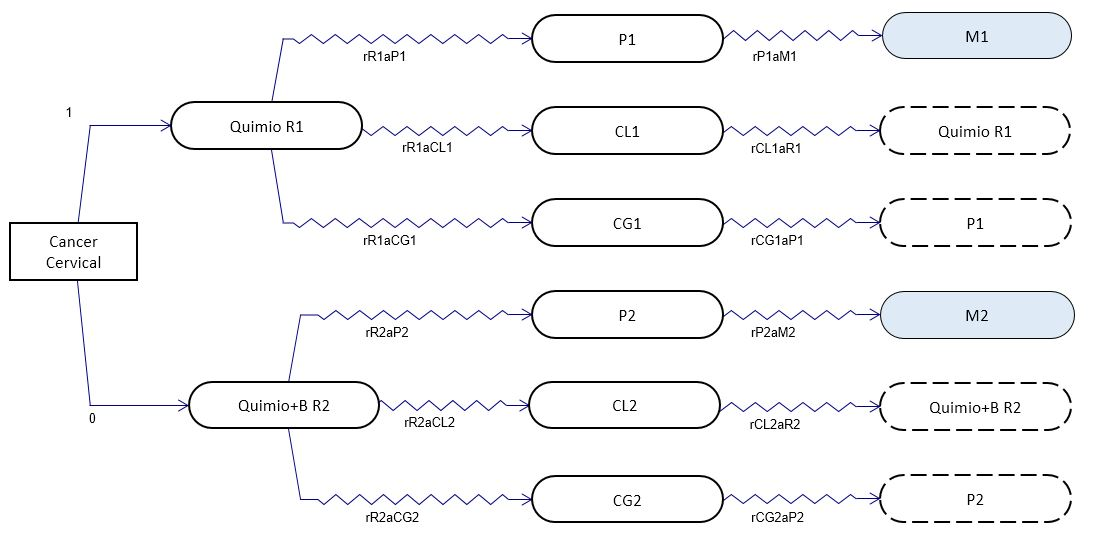 P1
M1
rR1aP1
rP1aM1
1
Quimio R1
CL1
Quimio R1
rR1aCL1
rCL1aR1
CG1
P1
rR1aCG1
rCG1aP1
Cancer
Cervical
P2
M2
rR2aP2
rP2aM2
Quimio+B R2
CL2
Quimio+B R2
0
rR2aCL2
rCL2aR2
CG2
P2
rR2aCG2
rCG2aP2